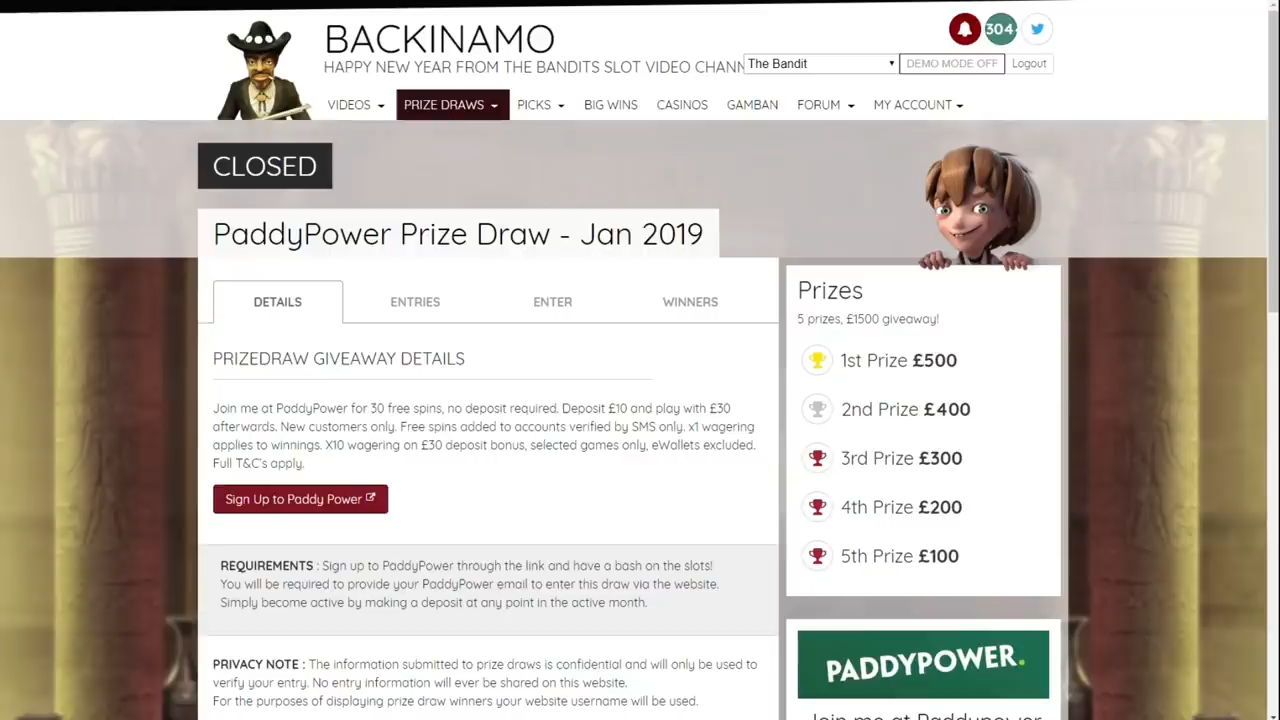 BACKINAMO
304
HAPPY NEW YEAR FROM THE BANDITS SLOT VIDEO CHANN
The Bandit
DEMO MODE OFF
Logout
VIDEOS PRIZE DRAWS PICKS BIG WINS CASINOS GAMBAN FORUM MY ACCOUNT
CLOSED
PaddyPower Prize Draw - Jan 2019
DETAILS ENTRIES ENTER WINNERS
PRIZEDRAW GIVEAWAY DETAILS
Join me at PaddyPower for 30 free spins, no deposit required. Deposit £10 and play with £30
afterwards. New customers only. Free spins added to accounts verified by SMS only. x1 wagering
applies to winnings. X10 wagering on £30 deposit bonus, selected games only, eWallets excluded.
Full T&C's apply.
Sign Up to Paddy Power
REQUIREMENTS : Sign up to PaddyPower through the link and have a bash on the slots!
You will be required to provide your PaddyPower email to enter this draw via the website.
Simply become active by making a deposit at any point in the active month.
PRIVACY NOTE : The information submitted to prize draws is confidential and will only be used to
verify your entry. No entry information will ever be shared on this website.
For the purposes of displaying prize draw winners your website username will be used.
Prizes
5 prizes, £1500 giveaway!
1st Prize £500
2nd Prize £400
3rd Prize £300
4th Prize £200
5th Prize £100
PADDYPOWER.
Join me at Paddypower